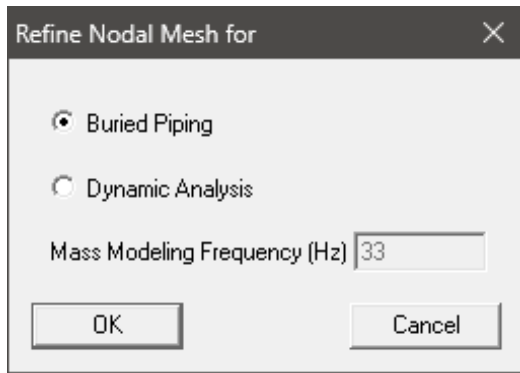 Refine Nodal Mesh for
Buried Piping
Dynamic Analysis
Mass Modeling Frequency (Hz) 33
OK Cancel